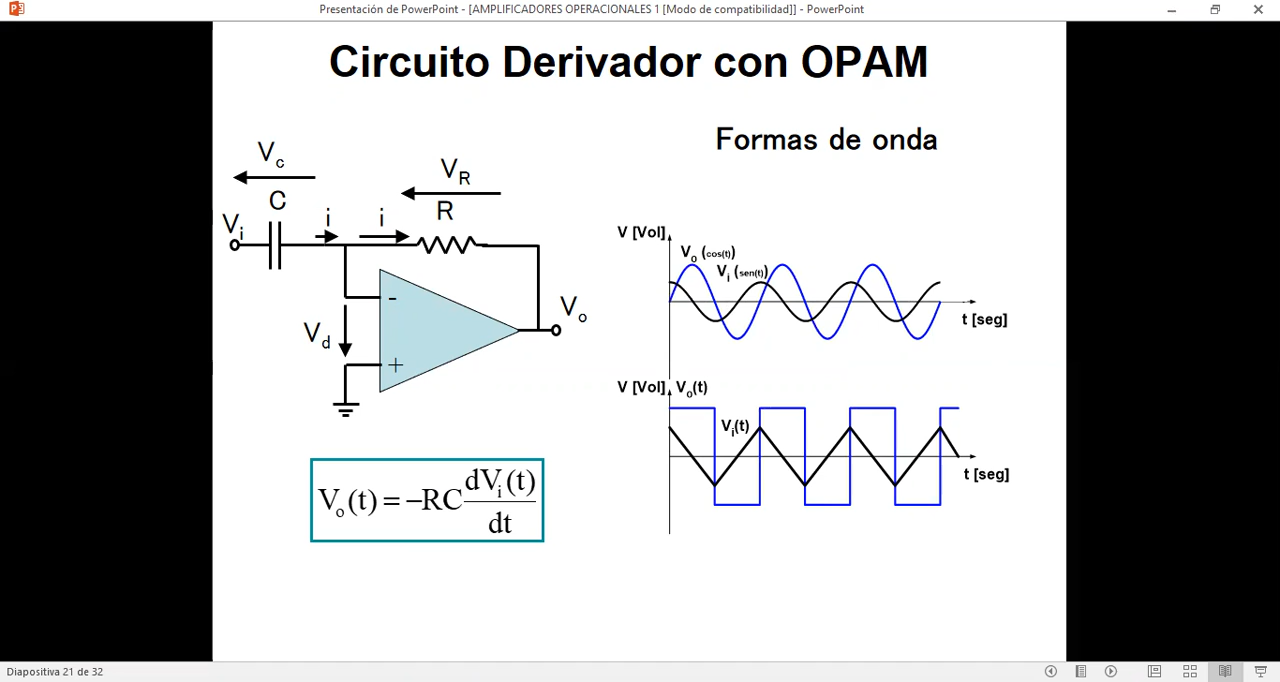 Presentación de PowerPoint - [AMPLIFICADORES OPERACIONALES 1 [Modo de compatibilidad]] - PowerPoint
Circuito Derivador con OPAM
Formas de onda
Vc
VR
C
R
Vi
i
i
-
Vd
+
Vo
V [Vol]
Vo (cos(t))
Vi (sen(t))
t [seg]
V [Vol]
Vo(t)
Vi(t)
t [seg]
Vo(t) = −RC dVi(t)/dt
Diapositiva 21 de 32